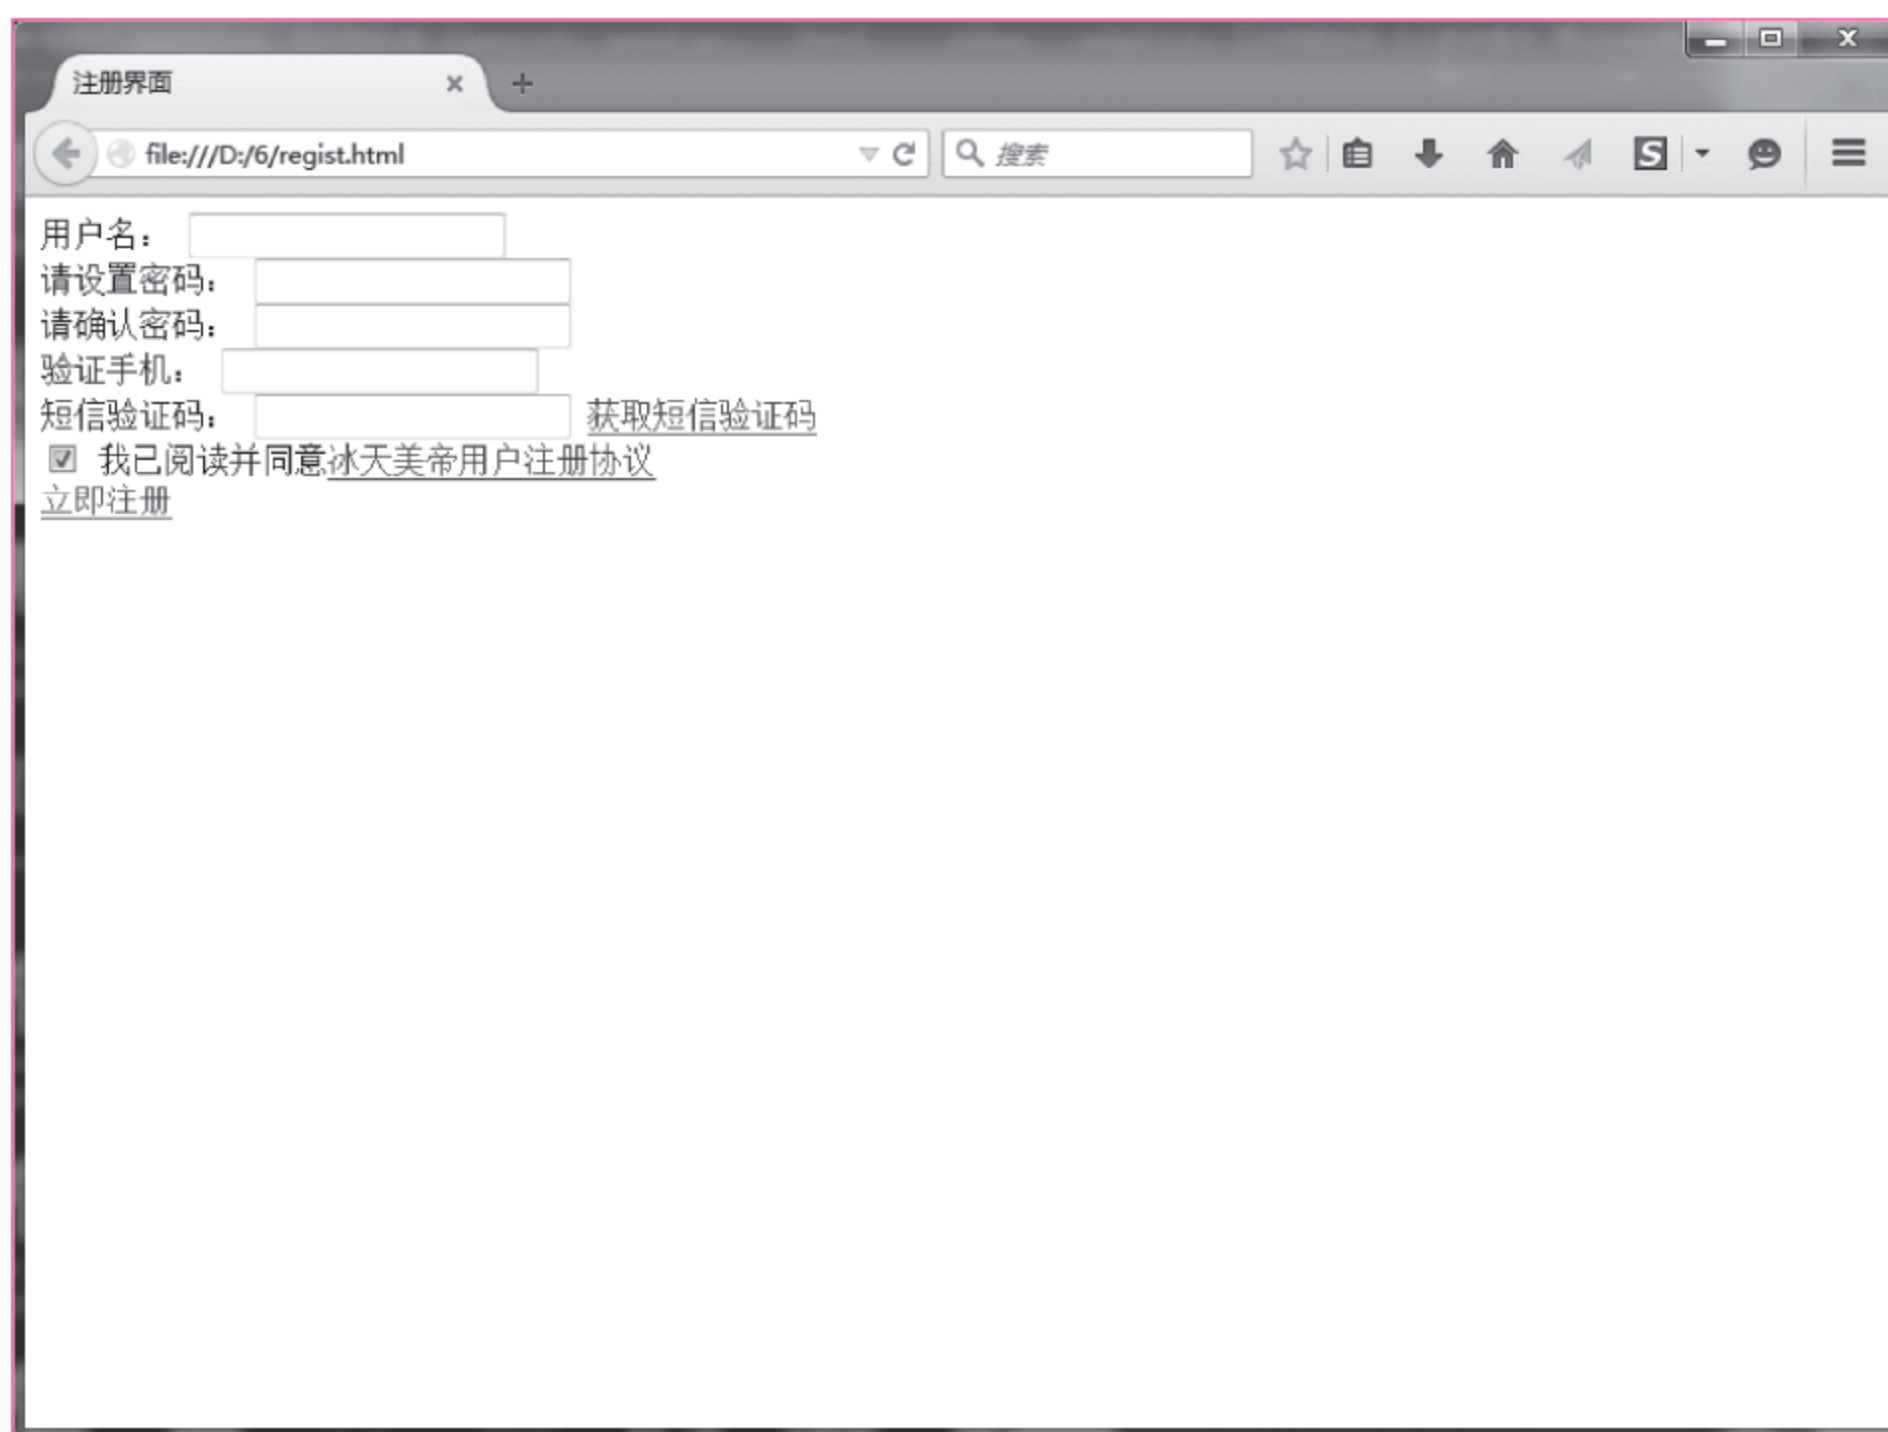 注册界面
file:///D:/6/regist.html
搜索
用户名：
请设置密码：
请确认密码：
验证手机：
短信验证码： 获取短信验证码
我已阅读并同意冰天美帝用户注册协议
立即注册